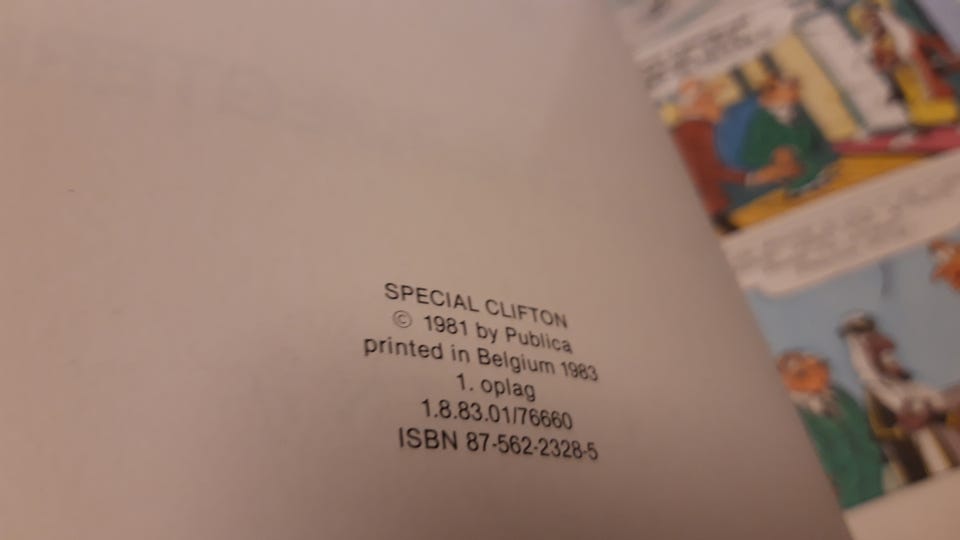 SPECIAL CLIFTON
© 1981 by Publica
printed in Belgium 1983
1. oplag
1.8.83.01/76660
ISBN 87-562-2328-5